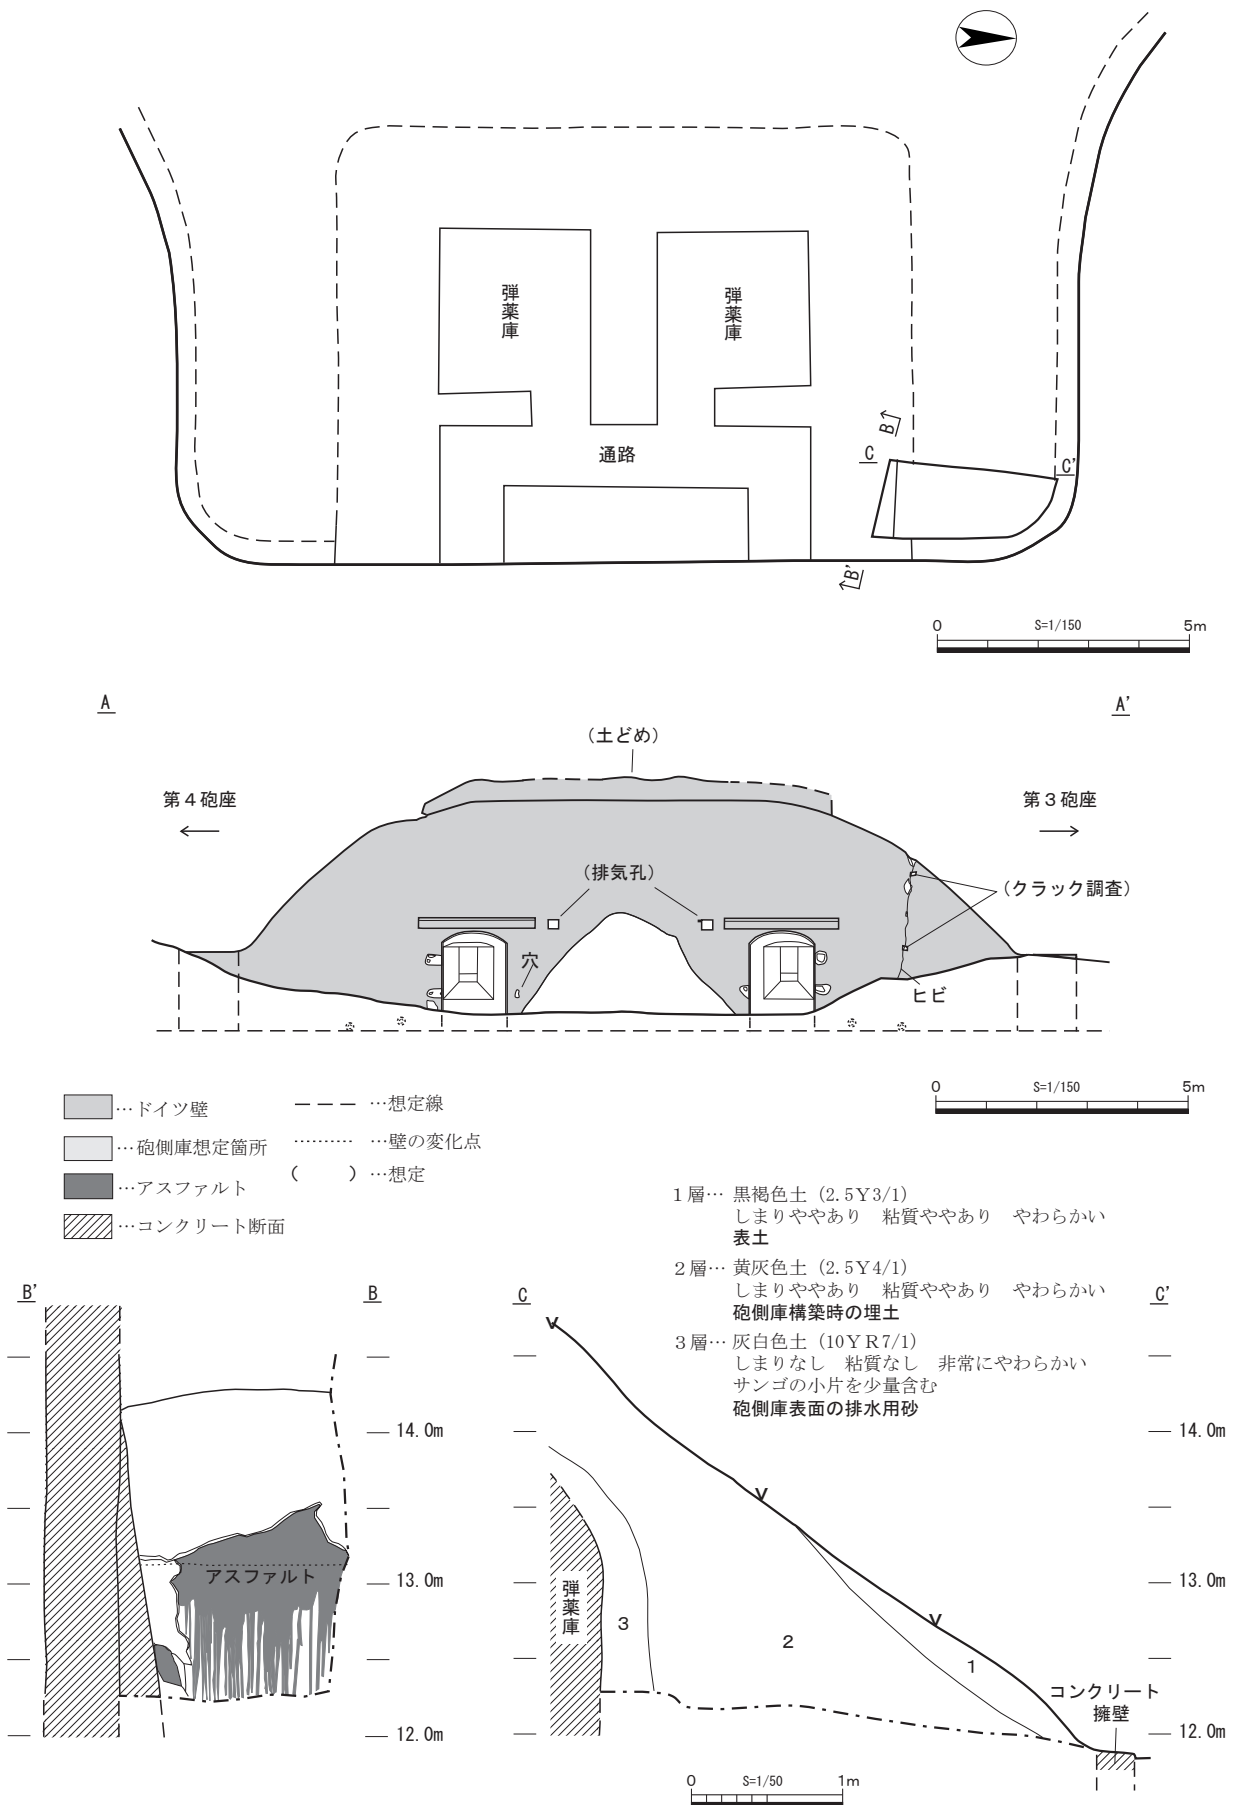 弾薬庫
弾薬庫
通路
B
C
C'
B'
0 S=1/150 5m
A
A'
(土どめ)
第4砲座
第3砲座
(排気孔)
(クラック調査)
穴
ヒビ
0 S=1/150 5m
…ドイツ壁
…想定線
…砲側庫想定箇所
…壁の変化点
…アスファルト
( ) …想定
…コンクリート断面
1層… 黒褐色土 (2.5Y3/1)
しまりややあり 粘質ややあり やわらかい
表土
2層… 黄灰色土 (2.5Y4/1)
しまりややあり 粘質ややあり やわらかい
砲側庫構築時の埋土
3層… 灰白色土 (10YR7/1)
しまりなし 粘質なし 非常にやわらかい
サンゴの小片を少量含む
砲側庫表面の排水用砂
B'
B
C
C'
14.0m
14.0m
アスファルト
13.0m
13.0m
弾薬庫
3
2
1
コンクリート
擁壁
12.0m
12.0m
0 S=1/50 1m